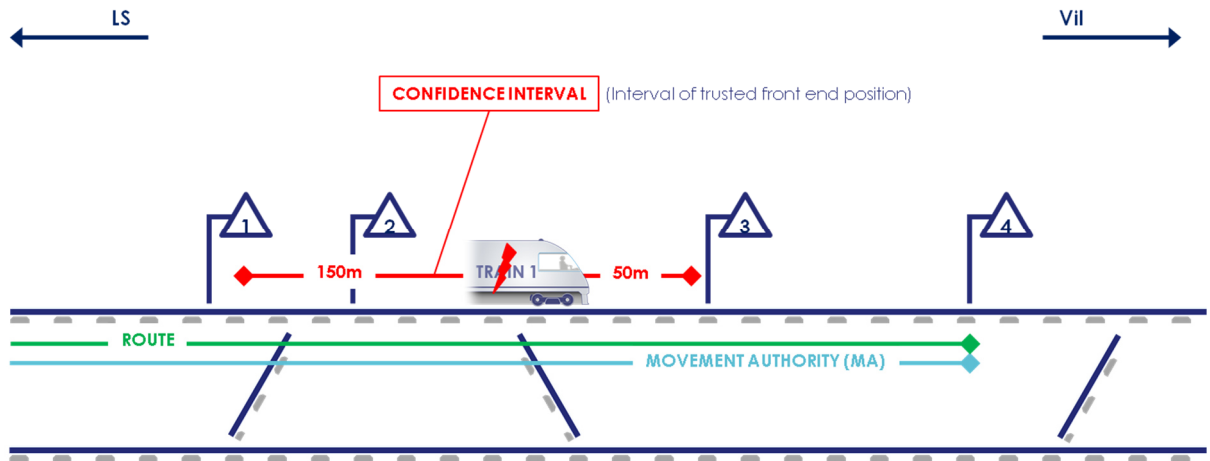 LS
Vil
CONFIDENCE INTERVAL (Interval of trusted front end position)
1
2
3
4
150m
TRAIN 1
50m
ROUTE
MOVEMENT AUTHORITY (MA)